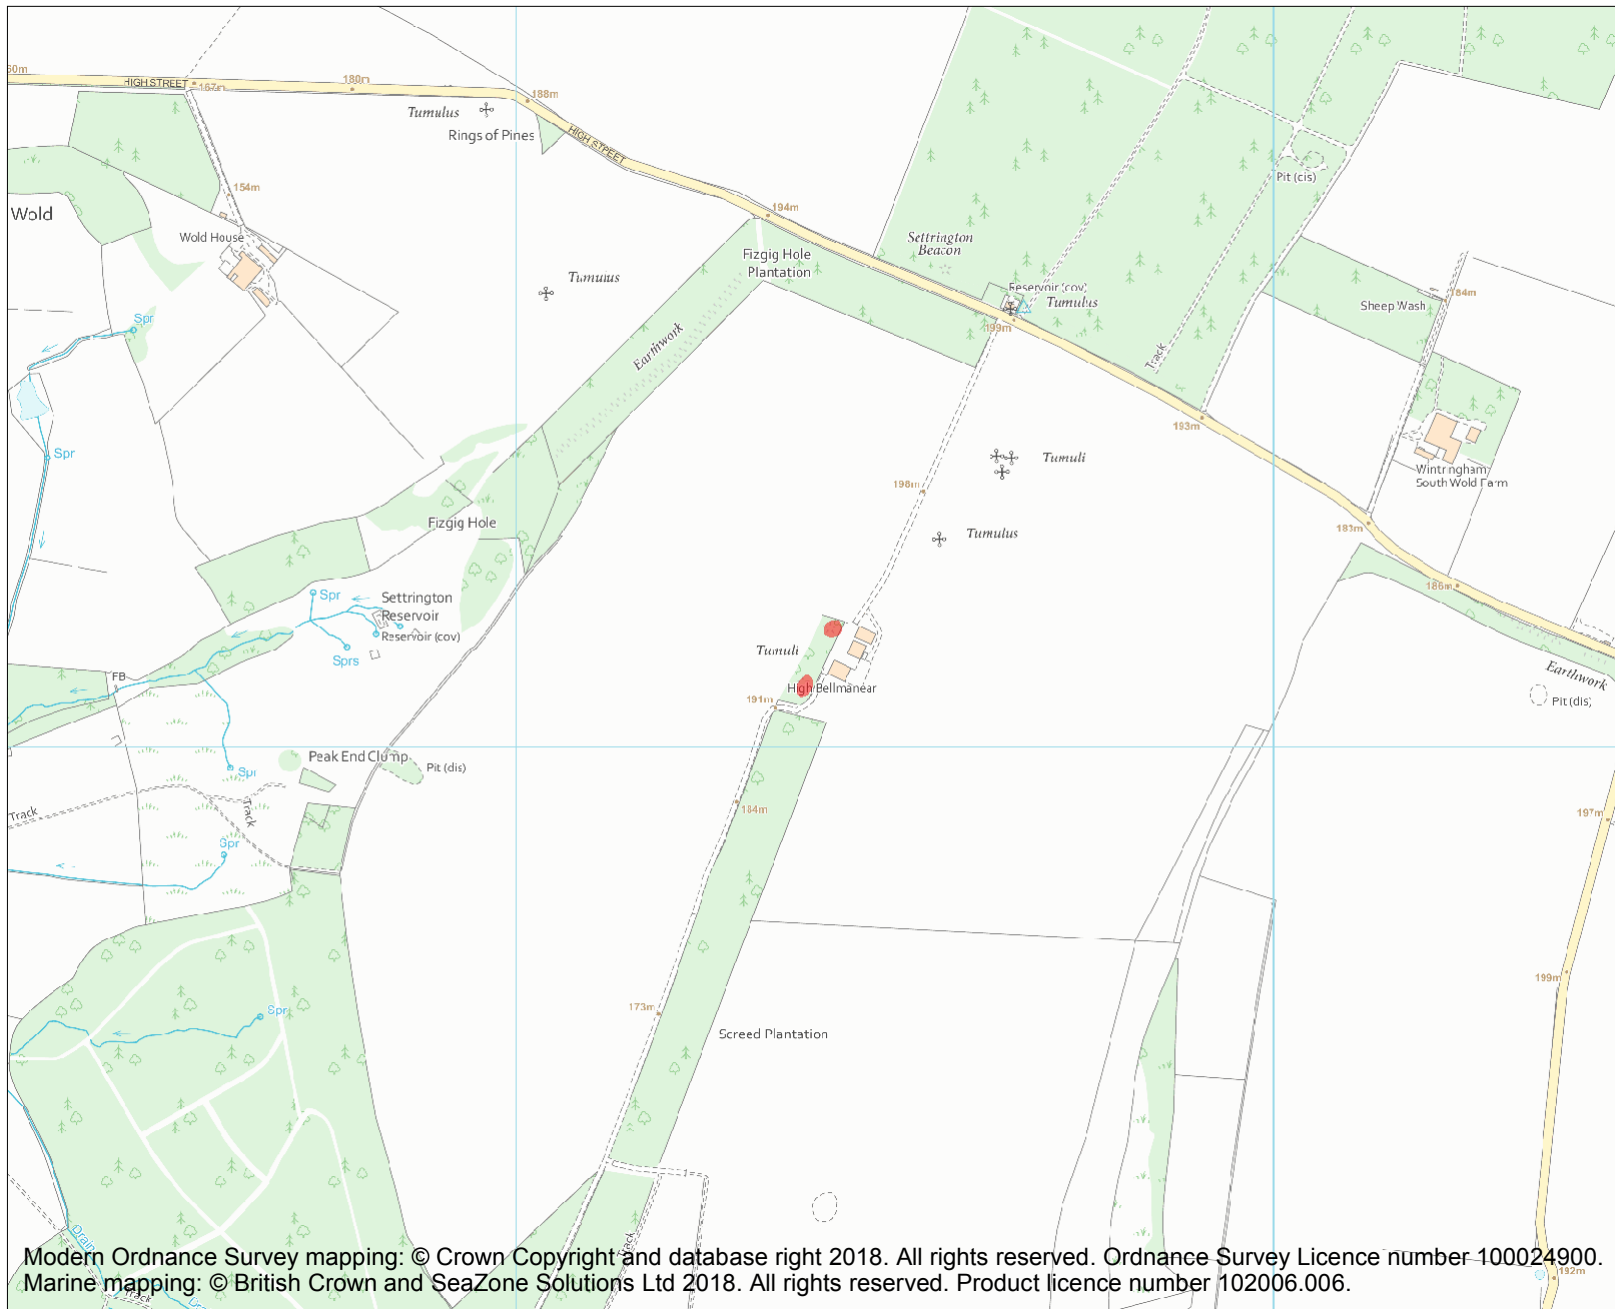 60m
HIGH STREET
167m
180m
188m
Tumulus
Rings of Pines
HIGH STREET
154m
Pit (cis)
Wold
194m
Wold House
Settrington
Beacon
Fizgig Hole
Plantation
Tumulus
Reservoir (cov)
Tumulus
184m
Sheep Wash
Spr
199m
Earthwork
Track
193m
Spr
Tumuli
Wintringham
South Wold Farm
198m
Fizgig Hole
183m
Tumulus
186m
Spr
Settrington
Reservoir
Reservoir (cov)
Tumuli
Sprs
Earthwork
FB
High Bellmanear
191m
Pit (dis)
Peak End Clump
Spr
Pit (dis)
184m
Track
Track
197m
Spr
199m
173m
Spr
Screed Plantation
Track
Drain
Modern Ordnance Survey mapping: © Crown Copyright and database right 2018. All rights reserved. Ordnance Survey Licence number 100024900.
192m
Marine mapping: © British Crown and SeaZone Solutions Ltd 2018. All rights reserved. Product licence number 102006.006.
Track